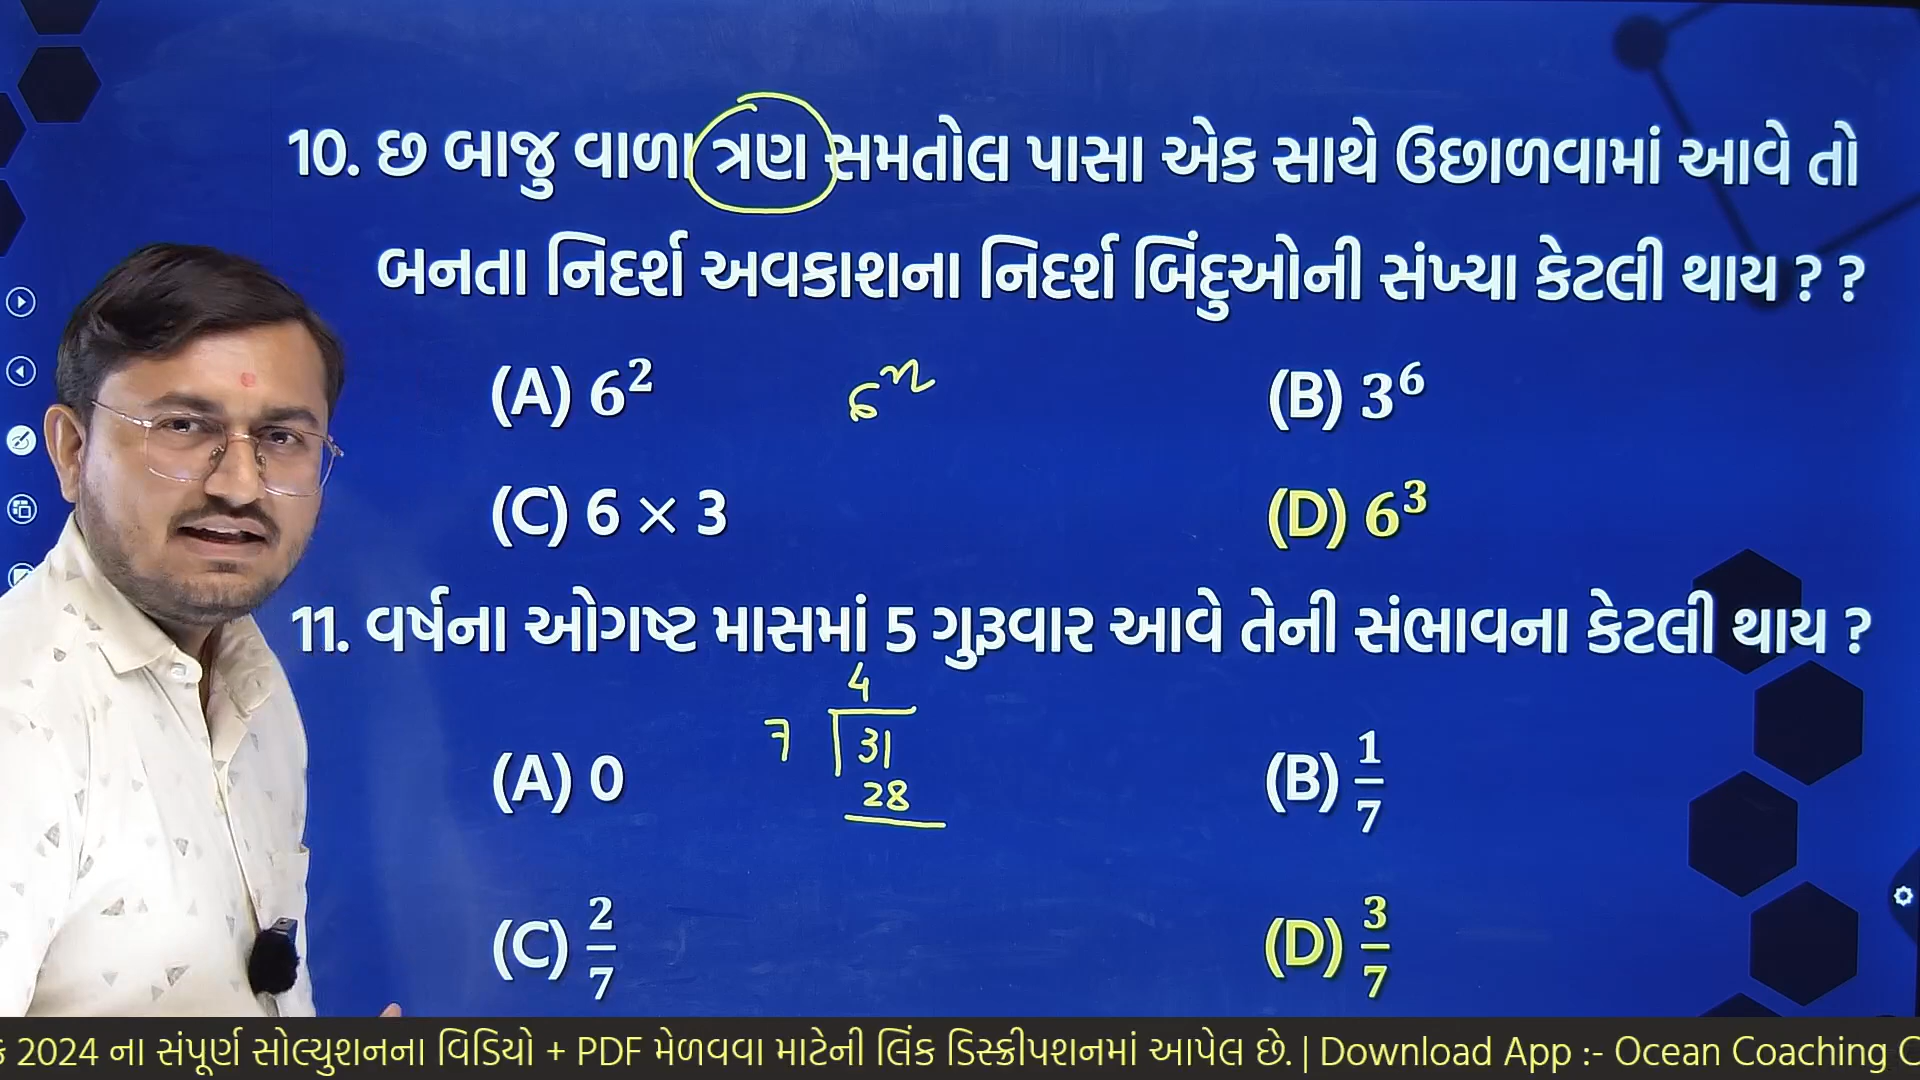 10. છ બાજુ વાળા ત્રણ સમતોલ પાસા એક સાથે ઉછાળવામાં આવે તો
બનતા નિદર્શ અવકાશના નિદર્શ બિંદુઓની સંખ્યા કેટલી થાય ? ?
(A) 6² 6ⁿ (B) 3⁶
(C) 6 × 3 (D) 6³
11. વર્ષના ઓગષ્ટ માસમાં 5 ગુરૂવાર આવે તેની સંભાવના કેટલી થાય ?
4
7 31
28
(A) 0 (B) 1/7
(C) 2/7 (D) 3/7
2024 ના સંપૂર્ણ સોલ્યુશનના વિડિયો + PDF મેળવવા માટેની લિંક ડિસ્ક્રીપશનમાં આપેલ છે. | Download App :- Ocean Coaching C